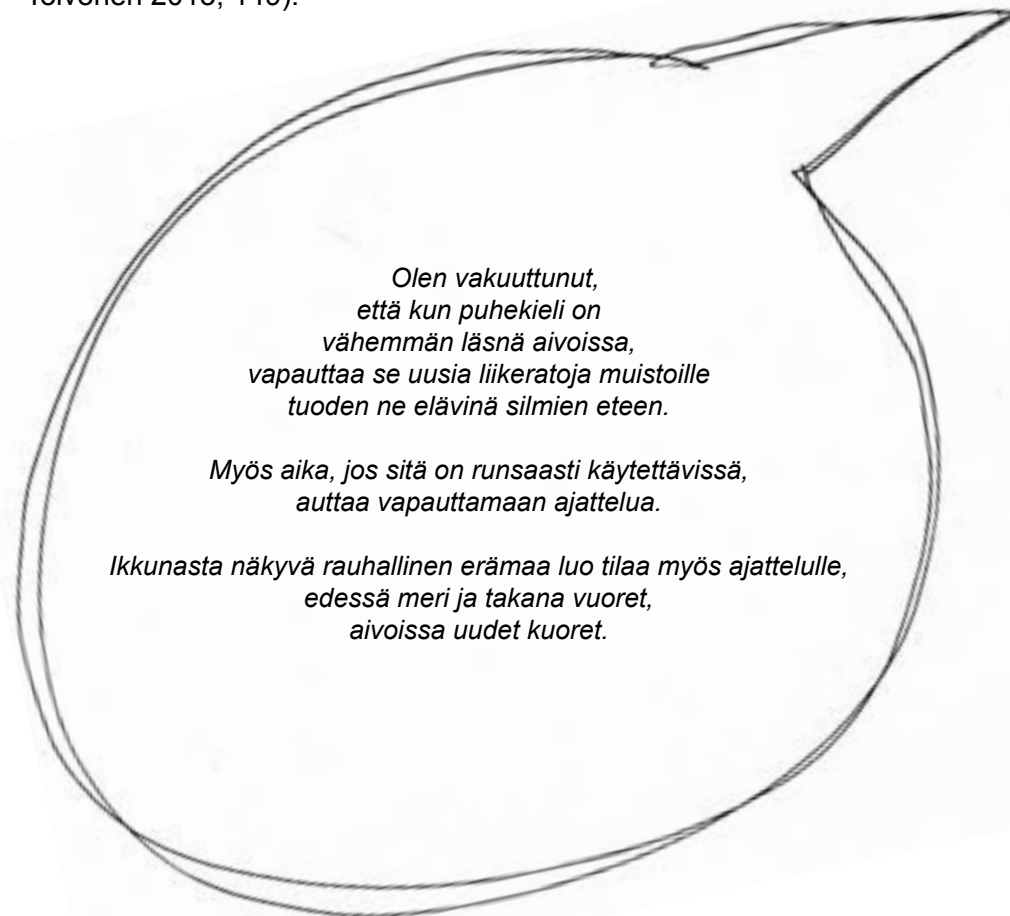 Olen vakuuttunut,
että kun puhekieli on
vähemmän läsnä aivoissa,
vapauttaa se uusia liikeratoja muistoille
tuoden ne elävinä silmien eteen.
Myös aika, jos sitä on runsaasti käytettävissä,
auttaa vapauttamaan ajattelua.
Ikkunasta näkyvä rauhallinen erämaa luo tilaa myös ajattelulle,
edessä meri ja takana vuoret,
aivoissa uudet kuoret.